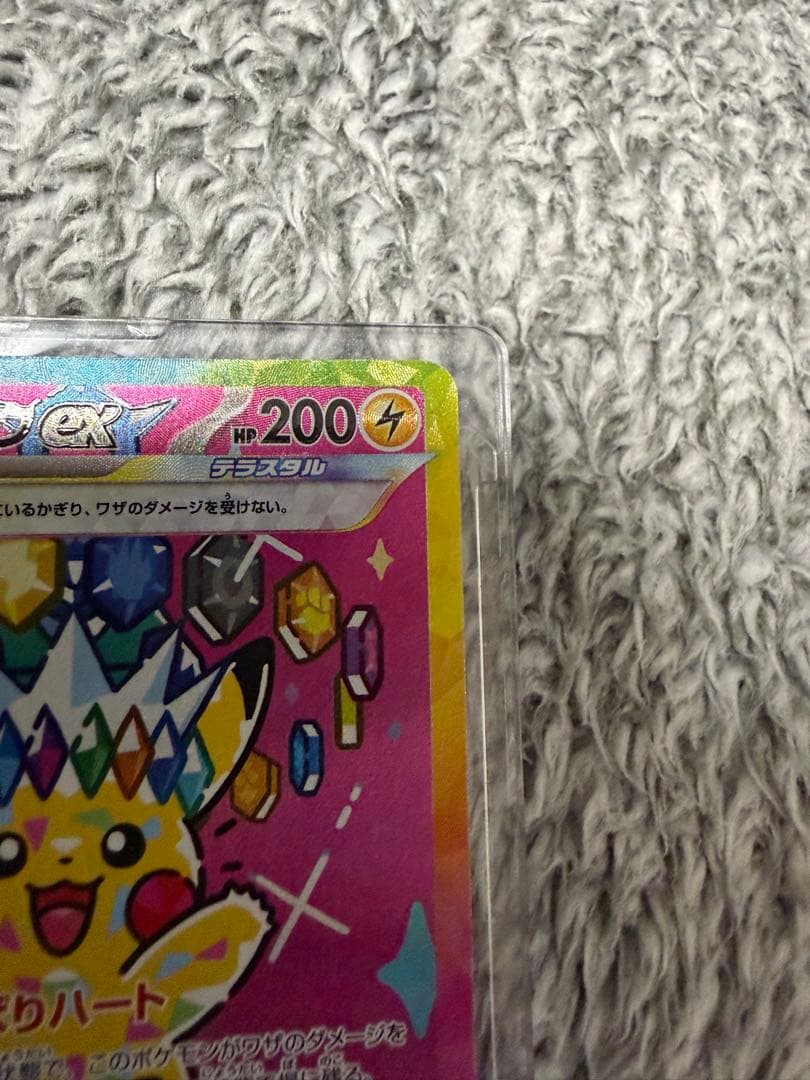 ex HP200
テラスタル
いるかぎり、ワザのダメージを受けない。
りハート
このポケモンがワザのダメージを